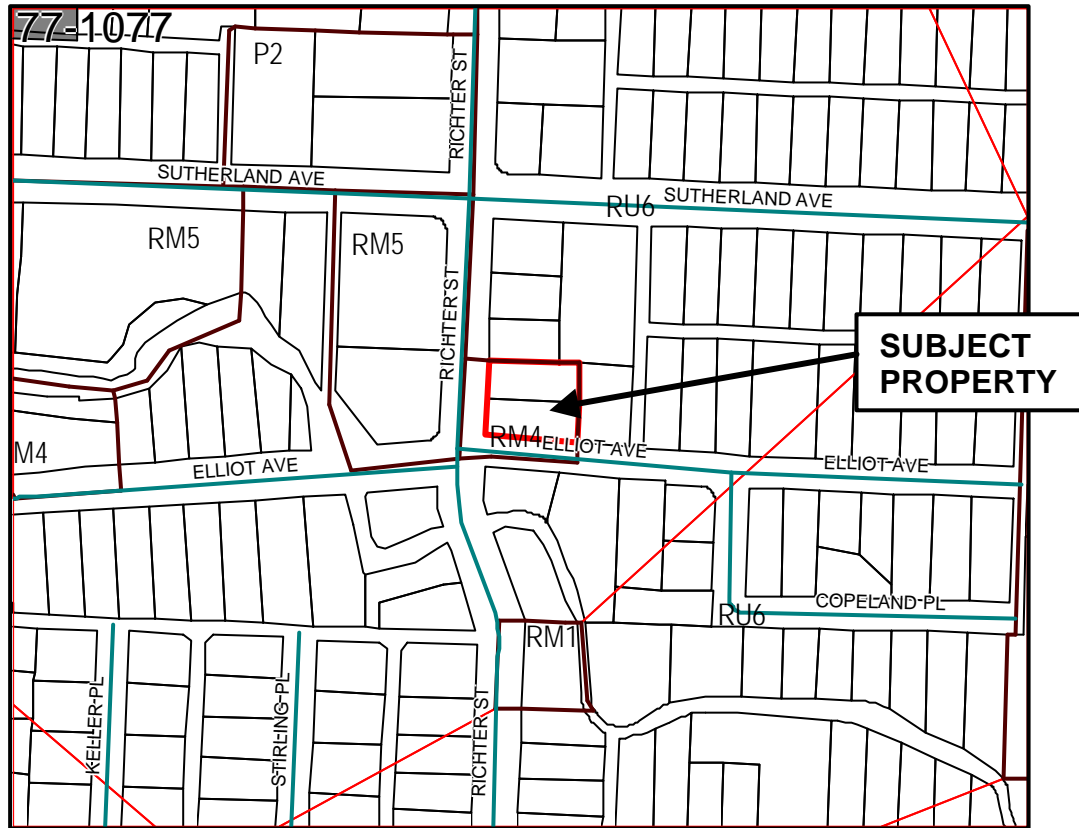 77-1077
P2
RICHTER ST
SUTHERLAND AVE
SUTHERLAND AVE
RU6
RM5
RM5
RICHTER ST
SUBJECT
PROPERTY
RM4
ELLIOT AVE
M4
ELLIOT AVE
ELLIOT AVE
COPELAND PL
RU6
RM1
KELLER PL
STIRLING PL
RICHTER ST